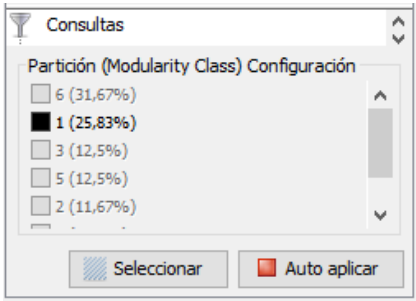 Consultas
Partición (Modularity Class) Configuración
6 (31,67%)
1 (25,83%)
3 (12,5%)
5 (12,5%)
2 (11,67%)
Seleccionar
Auto aplicar